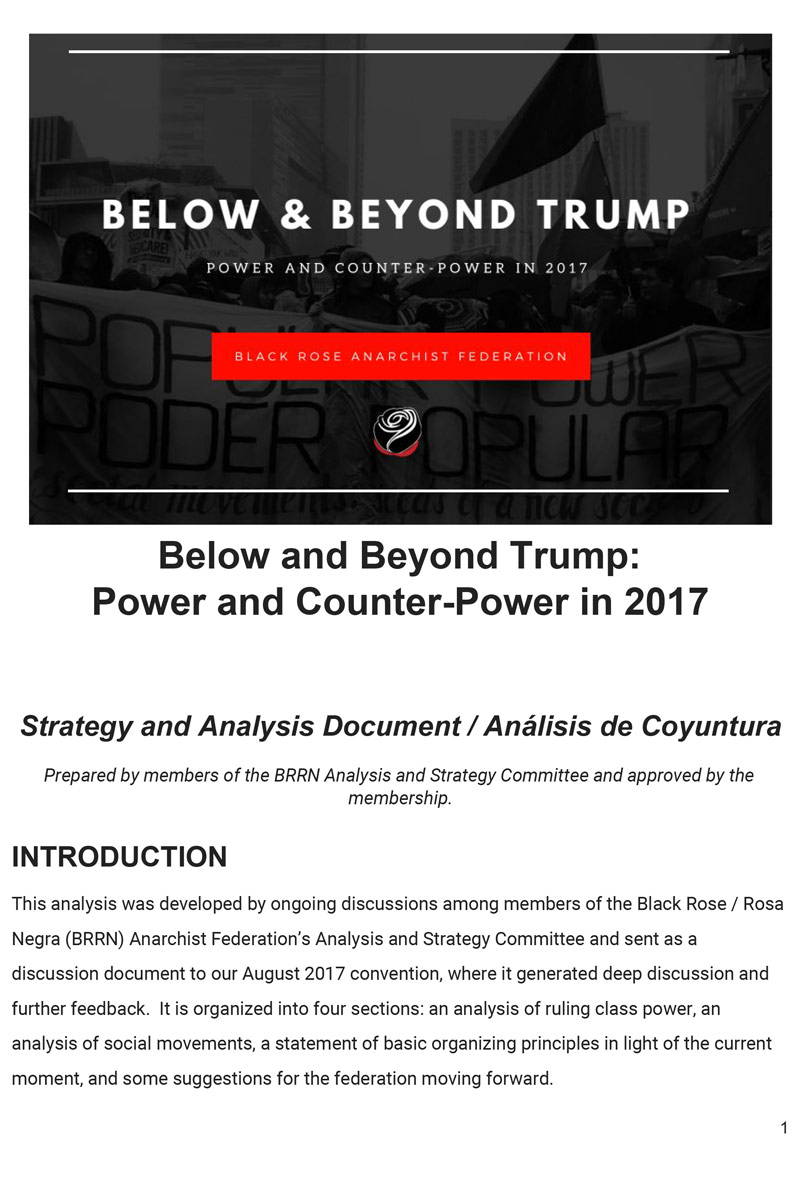 BELOW & BEYOND TRUMP
POWER AND COUNTER-POWER IN 2017
BLACK ROSE ANARCHIST FEDERATION
POPULAR POWER
PODER POPULAR
movements: seeds of a new
Below and Beyond Trump:
Power and Counter-Power in 2017
Strategy and Analysis Document / Análisis de Coyuntura
Prepared by members of the BRRN Analysis and Strategy Committee and approved by the
membership.
INTRODUCTION
This analysis was developed by ongoing discussions among members of the Black Rose / Rosa
Negra (BRRN) Anarchist Federation’s Analysis and Strategy Committee and sent as a
discussion document to our August 2017 convention, where it generated deep discussion and
further feedback.  It is organized into four sections: an analysis of ruling class power, an
analysis of social movements, a statement of basic organizing principles in light of the current
moment, and some suggestions for the federation moving forward.
1